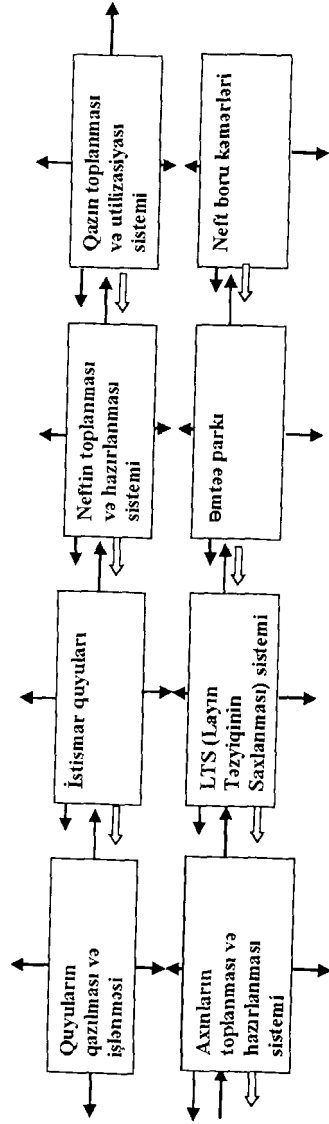 Quyuların
qazılması və
işlənməsi
İstismar quyuları
Neftin toplanması
və hazırlanması
sistemi
Qazın toplanması
və utilizasiyası
sistemi
Axınların
toplanması və
hazırlanması
sistemi
LTS (Layın
Təzyiqinin
Saxlanması) sistemi
Əmtəə parkı
Neft boru kəmərləri